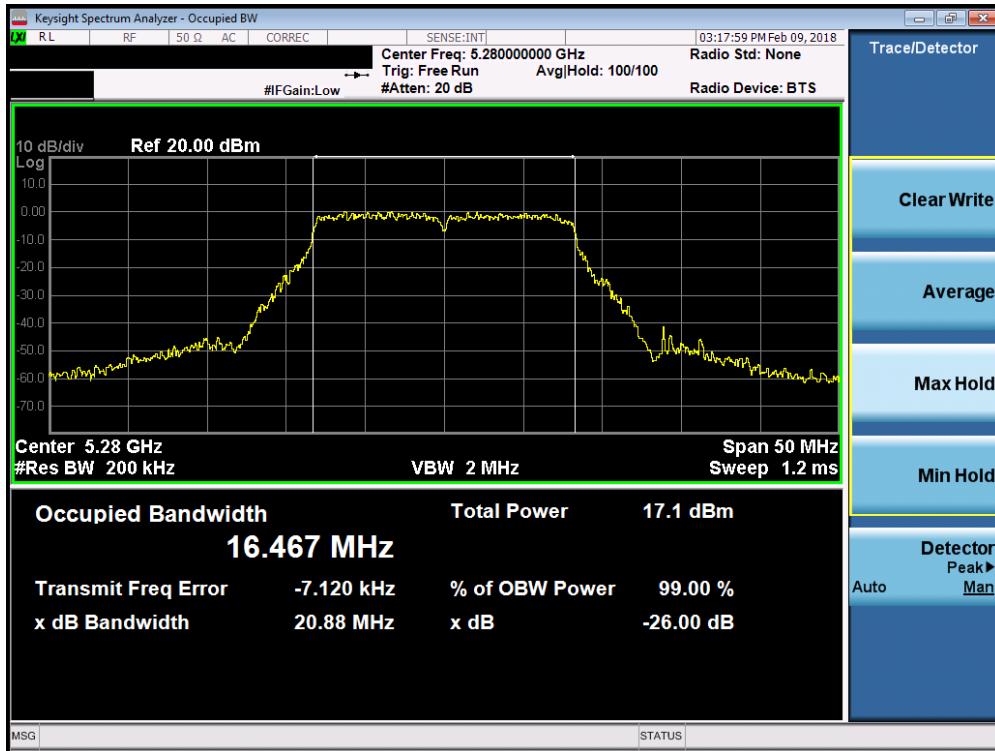 Keysight Spectrum Analyzer - Occupied BW
LXI RL RF 50 Ω AC CORREC SENSE:INT 03:17:59 PM Feb 09, 2018
Center Freq: 5.280000000 GHz Radio Std: None
Trig: Free Run Avg|Hold: 100/100
#IFGain:Low #Atten: 20 dB Radio Device: BTS
Trace/Detector
10 dB/div Ref 20.00 dBm
Log
10.0
0.00
-10.0
-20.0
-30.0
-40.0
-50.0
-60.0
-70.0
Center 5.28 GHz Span 50 MHz
#Res BW 200 kHz VBW 2 MHz Sweep 1.2 ms
Occupied Bandwidth Total Power 17.1 dBm
16.467 MHz
Transmit Freq Error -7.120 kHz % of OBW Power 99.00 %
x dB Bandwidth 20.88 MHz x dB -26.00 dB
Clear Write
Average
Max Hold
Min Hold
Detector
Peak▶
Auto Man
MSG STATUS